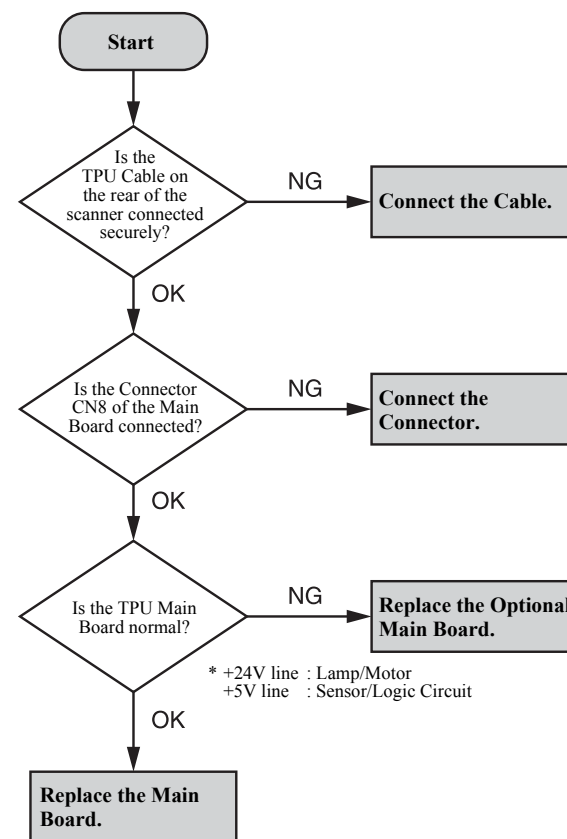 Start
Is the
TPU Cable on
the rear of the
scanner connected
securely?
NG
Connect the Cable.
OK
Is the Connector
CN8 of the Main
Board connected?
NG
Connect the
Connector.
OK
Is the TPU Main
Board normal?
NG
Replace the Optional
Main Board.
* +24V line : Lamp/Motor
+5V line : Sensor/Logic Circuit
OK
Replace the Main
Board.